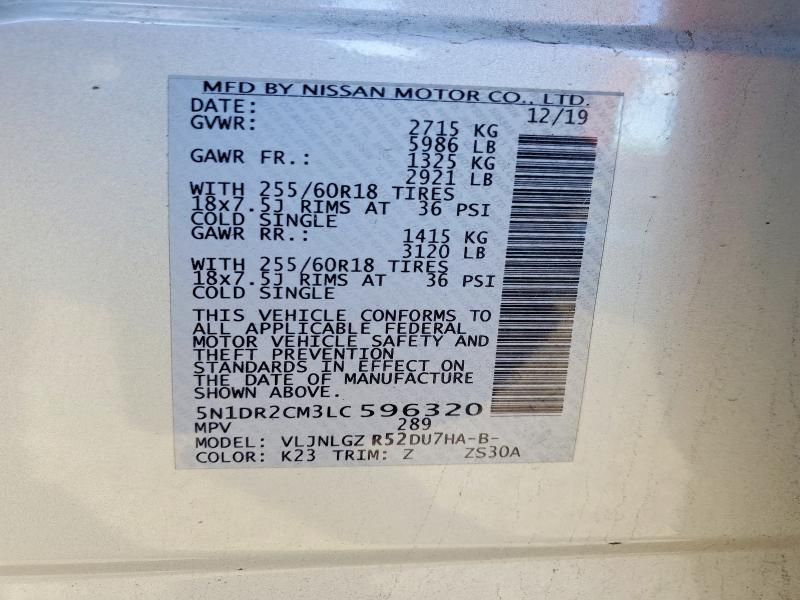 MFD BY NISSAN MOTOR CO., LTD.
DATE: 12/19
GVWR: 2715 KG
5986 LB
GAWR FR.: 1325 KG
2921 LB
WITH 255/60R18 TIRES
18x7.5J RIMS AT 36 PSI
COLD SINGLE
GAWR RR.: 1415 KG
3120 LB
WITH 255/60R18 TIRES
18x7.5J RIMS AT 36 PSI
COLD SINGLE
THIS VEHICLE CONFORMS TO
ALL APPLICABLE FEDERAL
MOTOR VEHICLE SAFETY AND
THEFT PREVENTION
STANDARDS IN EFFECT ON
THE DATE OF MANUFACTURE
SHOWN ABOVE.
5N1DR2CM3LC596320
MPV 289
MODEL: VLJNLGZ R52DU7HA-B-
COLOR: K23 TRIM: Z ZS30A